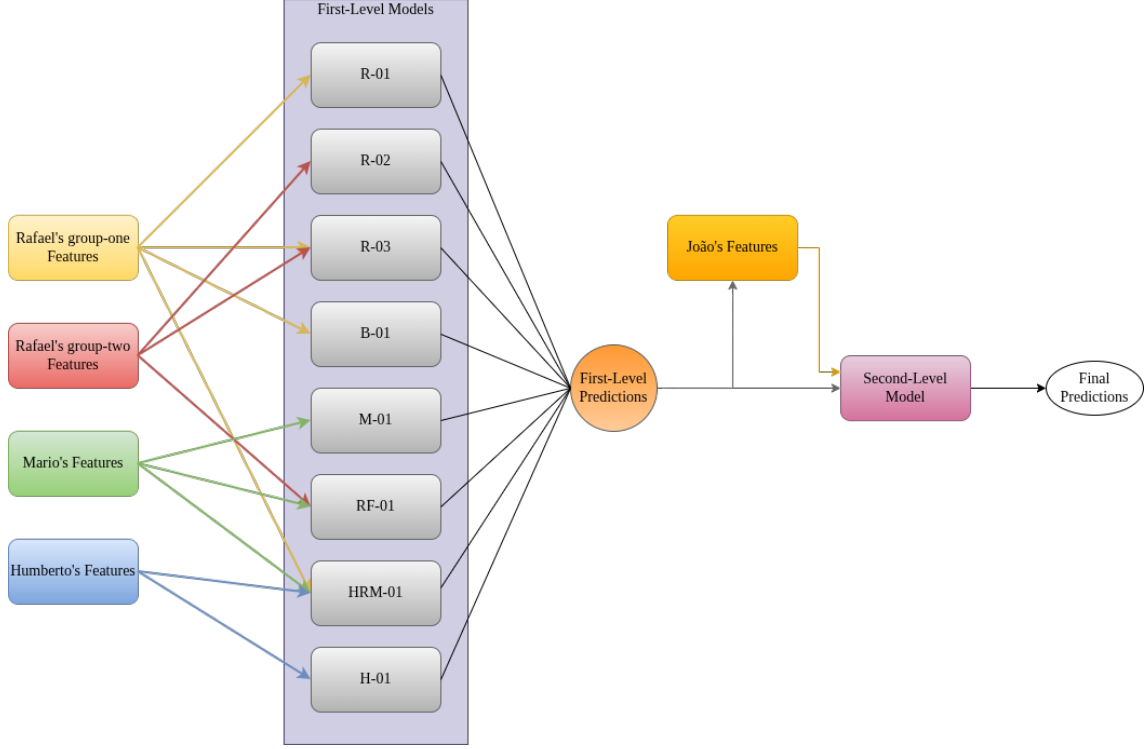 First-Level Models
R-01
R-02
R-03
B-01
M-01
RF-01
HRM-01
H-01
Rafael's group-one
Features
Rafael's group-two
Features
Mario's Features
Humberto's Features
First-Level
Predictions
João's Features
Second-Level
Model
Final
Predictions